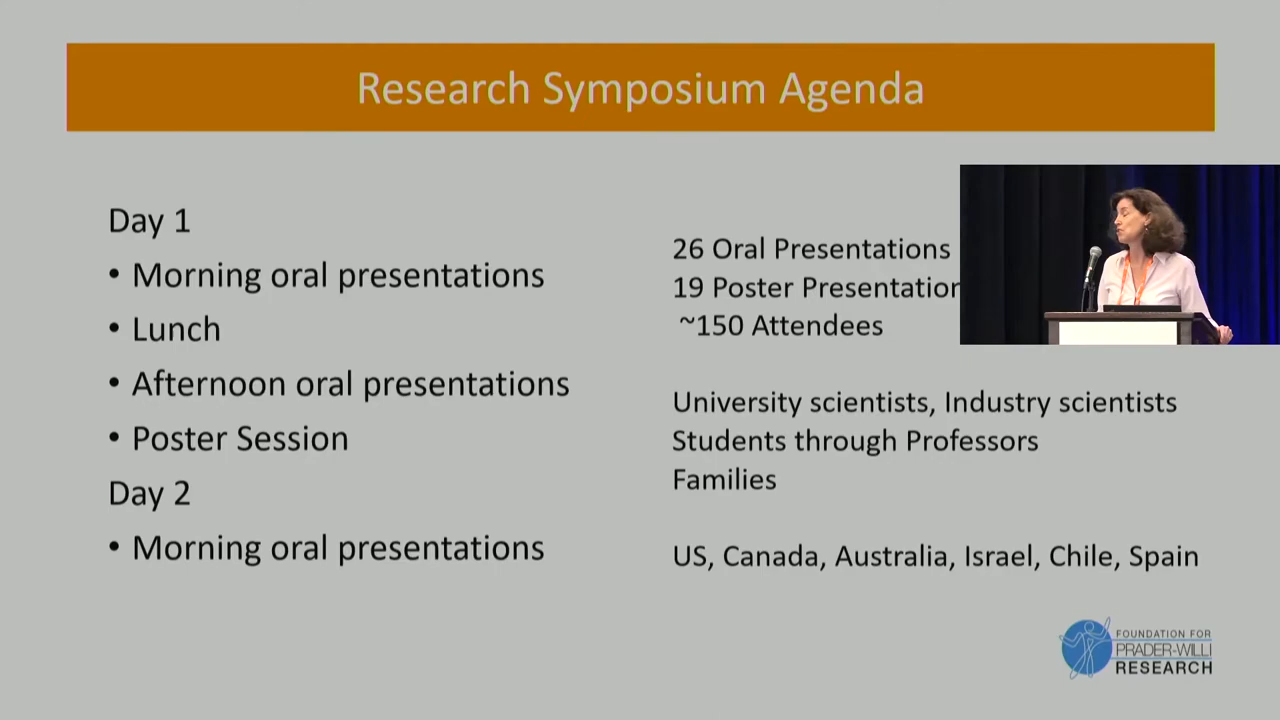 Research Symposium Agenda
Day 1
• Morning oral presentations
• Lunch
• Afternoon oral presentations
• Poster Session
Day 2
• Morning oral presentations
26 Oral Presentations
19 Poster
~150 Attendees
University scientists, Industry scientists
Students through Professors
Families
US, Canada, Australia, Israel, Chile, Spain
FOUNDATION FOR
PRADER-WILLI
RESEARCH